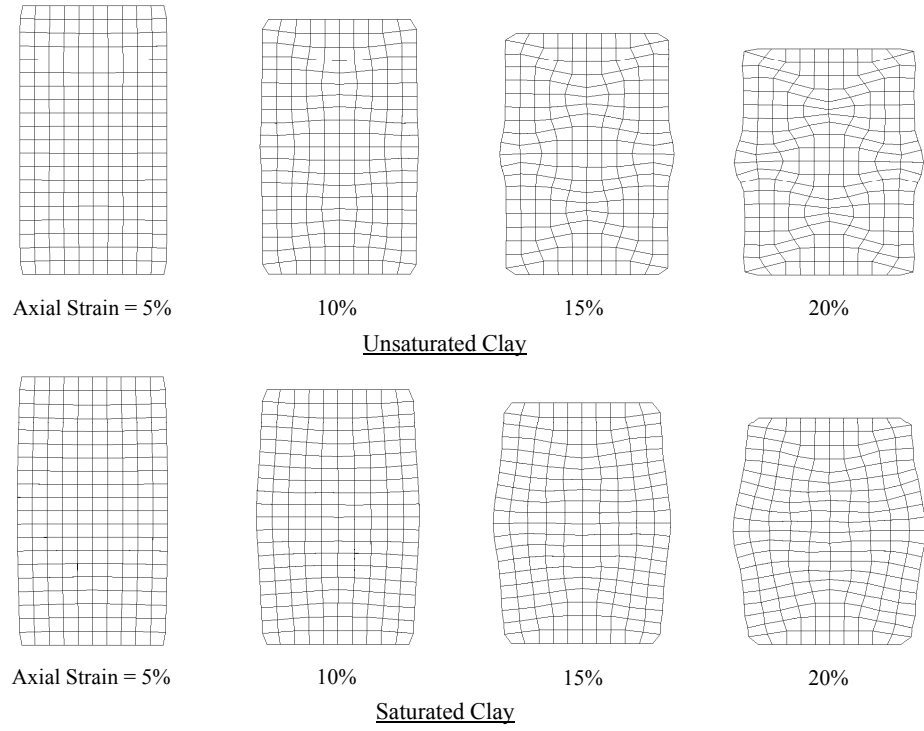 Axial Strain = 5% 10% 15% 20%
Unsaturated Clay
Axial Strain = 5% 10% 15% 20%
Saturated Clay